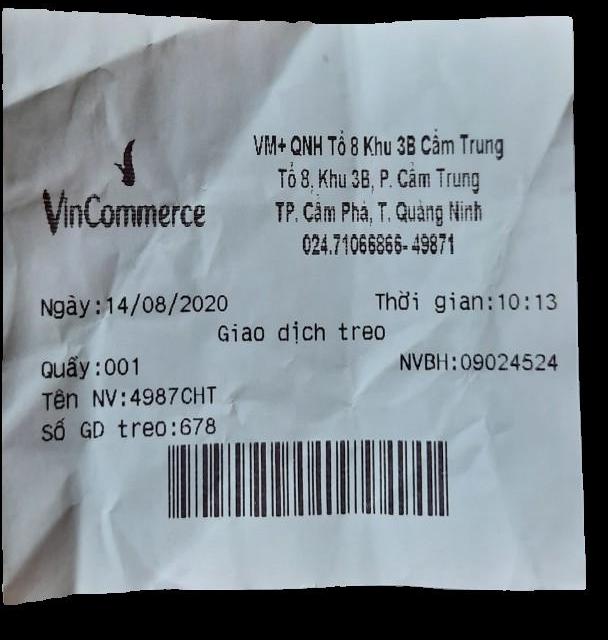 VinCommerce
VM+ QNH Tổ 8 Khu 3B Cẩm Trung
Tổ 8, Khu 3B, P. Cẩm Trung
TP. Cẩm Phả, T. Quảng Ninh
024.71066866-49871
Ngày:14/08/2020 Thời gian:10:13
Giao dịch treo
Quầy:001 NVBH:09024524
Tên NV:4987CHT
Số GD treo:678